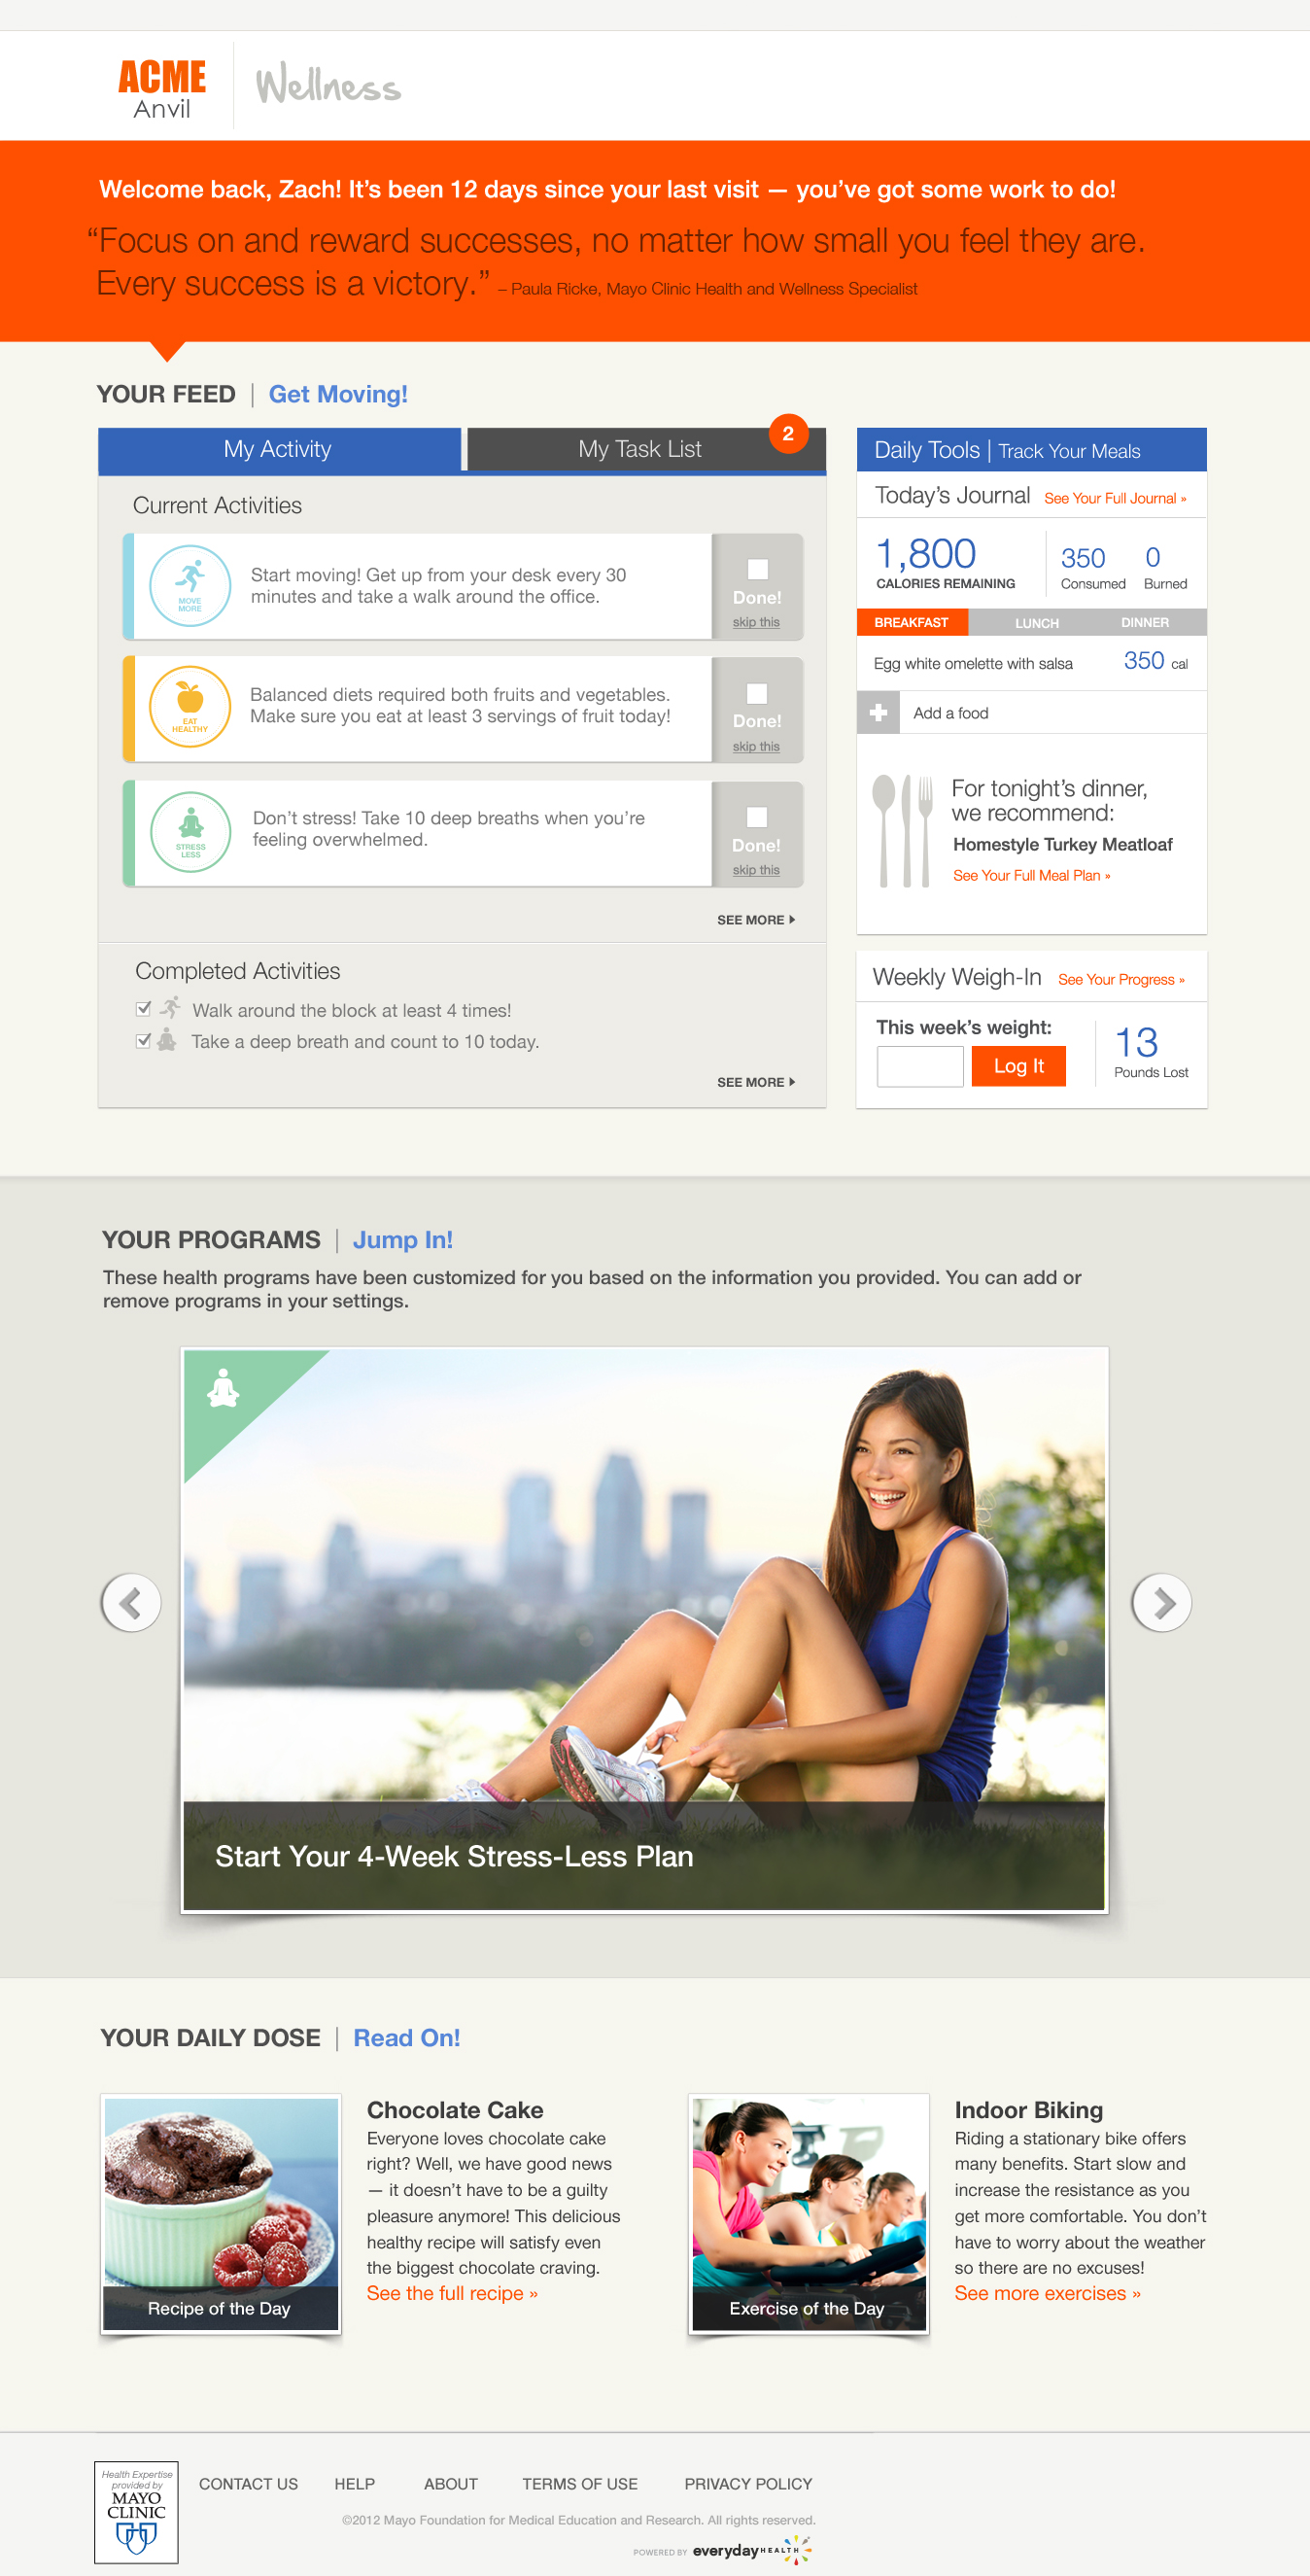 ACME
Anvil
Wellness
Welcome back, Zach! It's been 12 days since your last visit — you've got some work to do!
“Focus on and reward successes, no matter how small you feel they are.
Every success is a victory.” – Paula Ricke, Mayo Clinic Health and Wellness Specialist
YOUR FEED | Get Moving!
My Activity
My Task List
2
Current Activities
MOVE
MORE
Start moving! Get up from your desk every 30
minutes and take a walk around the office.
Done!
skip this
EAT
HEALTHY
Balanced diets required both fruits and vegetables.
Make sure you eat at least 3 servings of fruit today!
Done!
skip this
STRESS
LESS
Don't stress! Take 10 deep breaths when you're
feeling overwhelmed.
Done!
skip this
SEE MORE
Completed Activities
Walk around the block at least 4 times!
Take a deep breath and count to 10 today.
SEE MORE
Daily Tools | Track Your Meals
Today's Journal See Your Full Journal »
1,800
CALORIES REMAINING
350
Consumed
0
Burned
BREAKFAST LUNCH DINNER
Egg white omelette with salsa 350 cal
Add a food
For tonight's dinner,
we recommend:
Homestyle Turkey Meatloaf
See Your Full Meal Plan »
Weekly Weigh-In See Your Progress »
This week's weight:
Log It
13
Pounds Lost
YOUR PROGRAMS | Jump In!
These health programs have been customized for you based on the information you provided. You can add or
remove programs in your settings.
Start Your 4-Week Stress-Less Plan
YOUR DAILY DOSE | Read On!
Recipe of the Day
Chocolate Cake
Everyone loves chocolate cake
right? Well, we have good news
— it doesn't have to be a guilty
pleasure anymore! This delicious
healthy recipe will satisfy even
the biggest chocolate craving.
See the full recipe »
Exercise of the Day
Indoor Biking
Riding a stationary bike offers
many benefits. Start slow and
increase the resistance as you
get more comfortable. You don't
have to worry about the weather
so there are no excuses!
See more exercises »
Health Expertise
provided by
MAYO
CLINIC
CONTACT US HELP ABOUT TERMS OF USE PRIVACY POLICY
©2012 Mayo Foundation for Medical Education and Research. All rights reserved.
POWERED BY everyday HEALTH